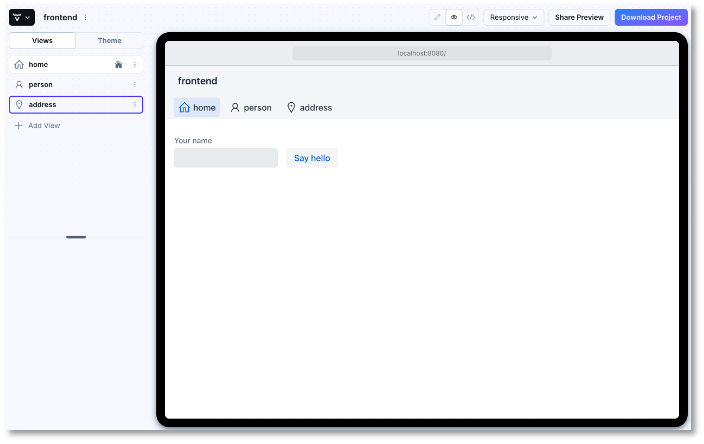 frontend
Responsive
Share Preview
Download Project
Views
Theme
home
person
address
Add View
localhost:8080/
frontend
home
person
address
Your name
Say hello